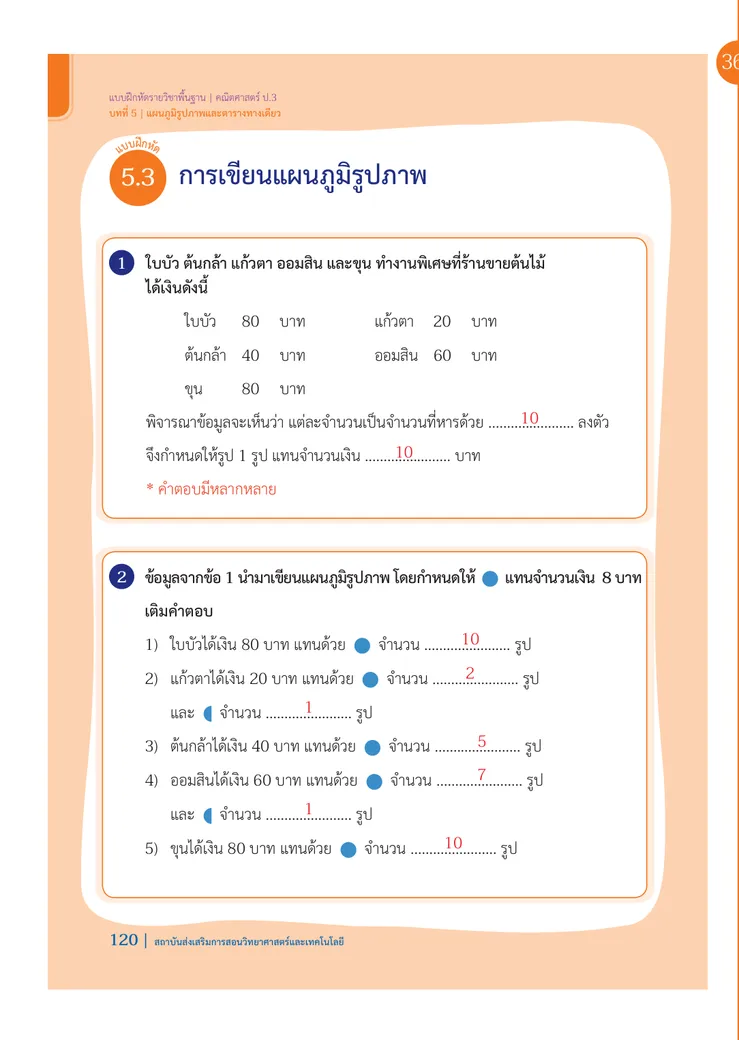 36
แบบฝึกหัดรายวิชาพื้นฐาน | คณิตศาสตร์ ป.3
บทที่ 5 | แผนภูมิรูปภาพและตารางทางเดียว
แบบฝึกหัด
5.3 การเขียนแผนภูมิรูปภาพ
1 ใบบัว ต้นกล้า แก้วตา ออมสิน และขุน ทำงานพิเศษที่ร้านขายต้นไม้
ได้เงินดังนี้
ใบบัว 80 บาท แก้วตา 20 บาท
ต้นกล้า 40 บาท ออมสิน 60 บาท
ขุน 80 บาท
พิจารณาข้อมูลจะเห็นว่า แต่ละจำนวนเป็นจำนวนที่หารด้วย ..........10.......... ลงตัว
จึงกำหนดให้รูป 1 รูป แทนจำนวนเงิน ..........10.......... บาท
* คำตอบมีหลากหลาย
2 ข้อมูลจากข้อ 1 นำมาเขียนแผนภูมิรูปภาพ โดยกำหนดให้ แทนจำนวนเงิน 8 บาท
เติมคำตอบ
1) ใบบัวได้เงิน 80 บาท แทนด้วย จำนวน ..........10.......... รูป
2) แก้วตาได้เงิน 20 บาท แทนด้วย จำนวน ..........2.......... รูป
และ จำนวน ..........1.......... รูป
3) ต้นกล้าได้เงิน 40 บาท แทนด้วย จำนวน ..........5.......... รูป
4) ออมสินได้เงิน 60 บาท แทนด้วย จำนวน ..........7.......... รูป
และ จำนวน ..........1.......... รูป
5) ขุนได้เงิน 80 บาท แทนด้วย จำนวน ..........10.......... รูป
120 | สถาบันส่งเสริมการสอนวิทยาศาสตร์และเทคโนโลยี